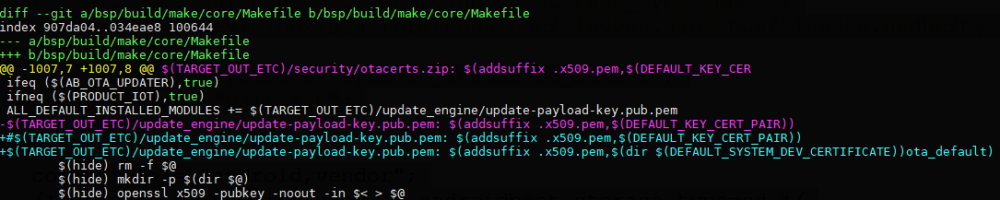 diff --git a/bsp/build/make/core/Makefile b/bsp/build/make/core/Makefile
index 907da04..034eae8 100644
--- a/bsp/build/make/core/Makefile
+++ b/bsp/build/make/core/Makefile
@@ -1007,7 +1007,8 @@ $(TARGET_OUT_ETC)/security/otacerts.zip: $(addsuffix .x509.pem,$(DEFAULT_KEY_CER
 ifeq ($(AB_OTA_UPDATER),true)
 ifneq ($(PRODUCT_IOT),true)
 ALL_DEFAULT_INSTALLED_MODULES += $(TARGET_OUT_ETC)/update_engine/update-payload-key.pub.pem
-$(TARGET_OUT_ETC)/update_engine/update-payload-key.pub.pem: $(addsuffix .x509.pem,$(DEFAULT_KEY_CERT_PAIR))
+#$(TARGET_OUT_ETC)/update_engine/update-payload-key.pub.pem: $(addsuffix .x509.pem,$(DEFAULT_KEY_CERT_PAIR))
+$(TARGET_OUT_ETC)/update_engine/update-payload-key.pub.pem: $(addsuffix .x509.pem,$(dir $(DEFAULT_SYSTEM_DEV_CERTIFICATE))ota_default)
        $(hide) rm -f $@
        $(hide) mkdir -p $(dir $@)
        $(hide) openssl x509 -pubkey -noout -in $< > $@